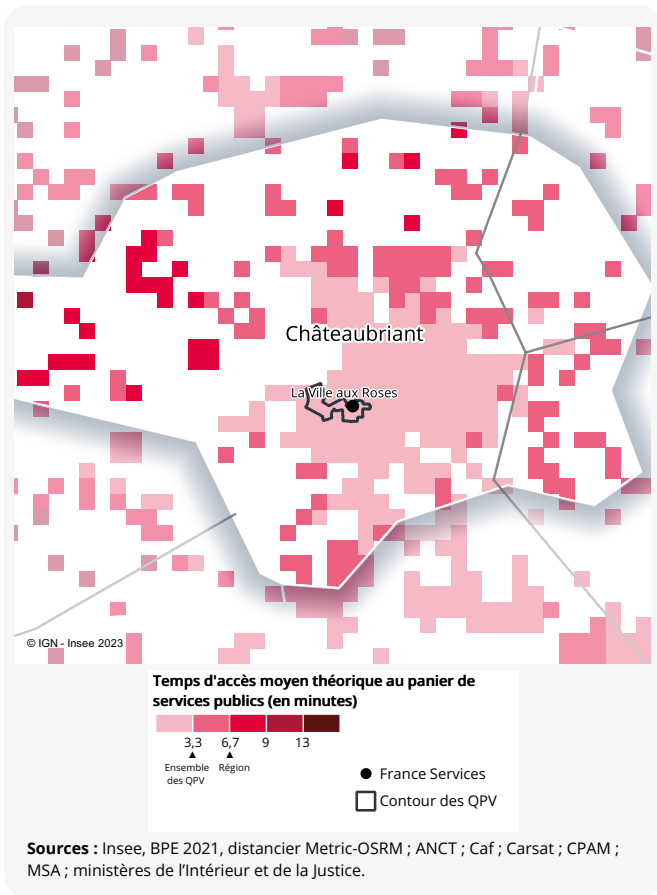 Châteaubriant
La Ville aux Roses
© IGN - Insee 2023
Temps d'accès moyen théorique au panier de
services publics (en minutes)
3,3 6,7 9 13
Ensemble Région
des QPV
France Services
Contour des QPV
Sources : Insee, BPE 2021, distancier Metric-OSRM ; ANCT ; Caf ; Carsat ; CPAM ;
MSA ; ministères de l’Intérieur et de la Justice.